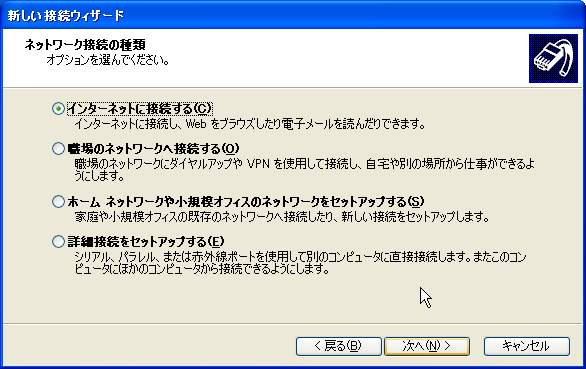 新しい接続ウィザード
ネットワーク接続の種類
オプションを選んでください。
インターネットに接続する(C)
インターネットに接続し、Web をブラウズしたり電子メールを読んだりできます。
職場のネットワークへ接続する(O)
職場のネットワークにダイヤルアップや VPN を使用して接続し、自宅や別の場所から仕事ができるよ
うにします。
ホーム ネットワークや小規模オフィスのネットワークをセットアップする(S)
家庭や小規模オフィスの既存のネットワークへ接続したり、新しい接続をセットアップします。
詳細接続をセットアップする(E)
シリアル、パラレル、または赤外線ポートを使用して別のコンピュータに直接接続します。またこのコン
ピュータにほかのコンピュータから接続できるようにします。
< 戻る(B) 次へ(N) > キャンセル